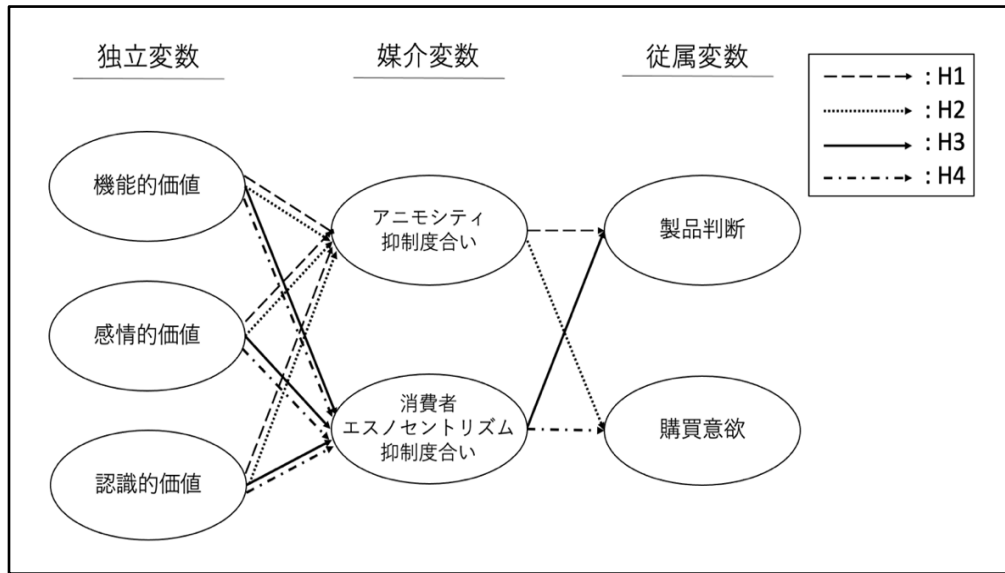 独立変数
媒介変数
従属変数
: H1
: H2
: H3
: H4
機能的価値
感情的価値
認識的価値
アニモシティ
抑制度合い
消費者
エスノセントリズム
抑制度合い
製品判断
購買意欲